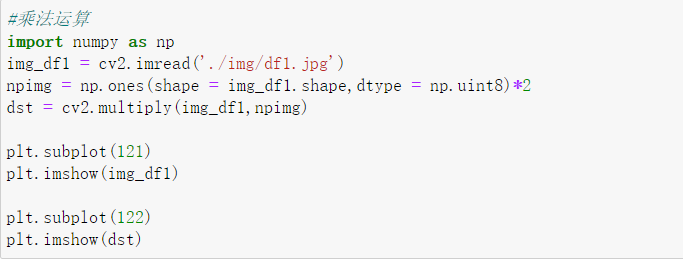 #乘法运算
import numpy as np
img_df1 = cv2.imread('./img/df1.jpg')
npimg = np.ones(shape = img_df1.shape,dtype = np.uint8)*2
dst = cv2.multiply(img_df1,npimg)
plt.subplot(121)
plt.imshow(img_df1)
plt.subplot(122)
plt.imshow(dst)